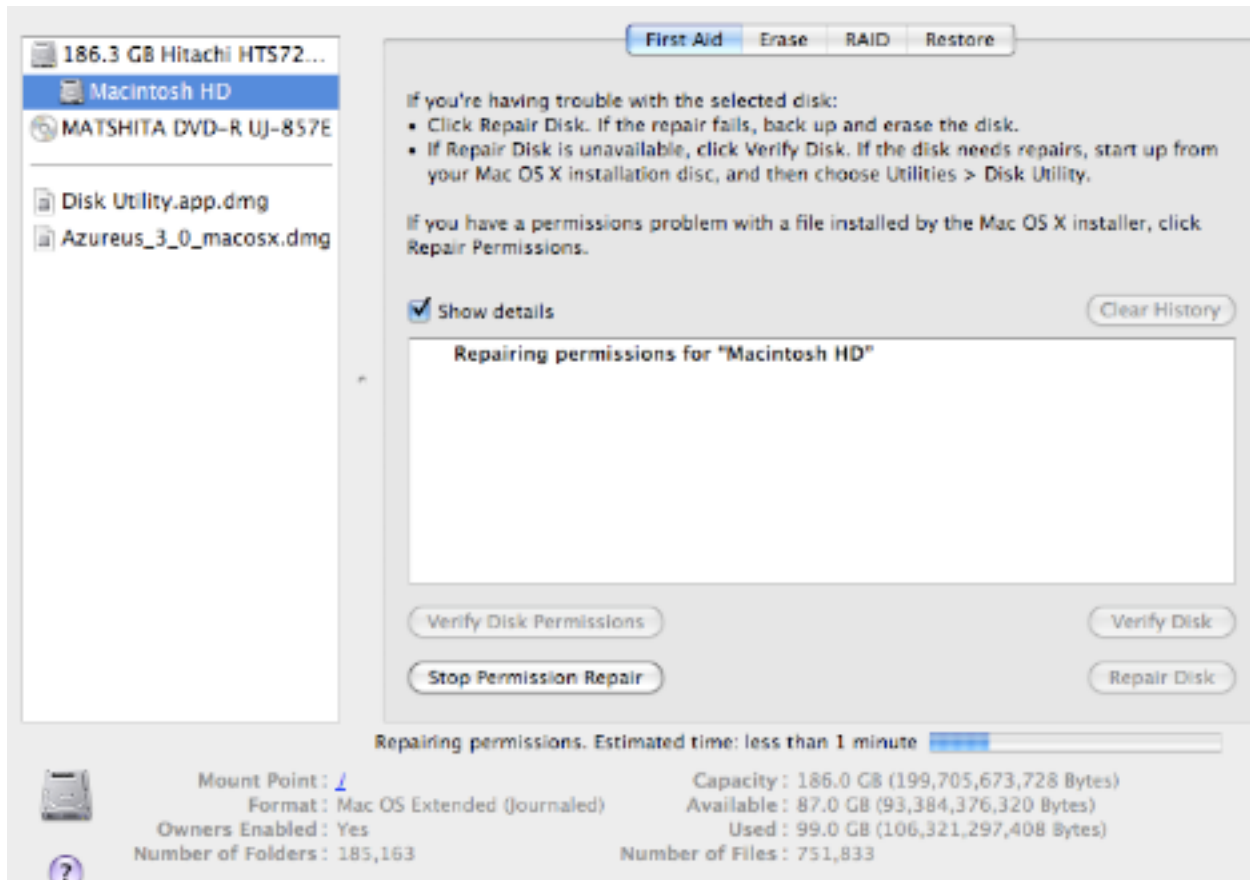 186.3 GB Hitachi HTS72...
Macintosh HD
MATSHITA DVD-R UJ-857E
Disk Utility.app.dmg
Azureus_3_0_macosx.dmg
First Aid Erase RAID Restore
If you're having trouble with the selected disk:
• Click Repair Disk. If the repair fails, back up and erase the disk.
• If Repair Disk is unavailable, click Verify Disk. If the disk needs repairs, start up from
your Mac OS X installation disc, and then choose Utilities > Disk Utility.
If you have a permissions problem with a file installed by the Mac OS X installer, click
Repair Permissions.
Show details
Clear History
Repairing permissions for "Macintosh HD"
Verify Disk Permissions
Verify Disk
Stop Permission Repair
Repair Disk
Repairing permissions. Estimated time: less than 1 minute
Mount Point : /
Format : Mac OS Extended (Journaled)
Owners Enabled : Yes
Number of Folders : 185,163
Capacity : 186.0 GB (199,705,673,728 Bytes)
Available : 87.0 GB (93,384,376,320 Bytes)
Used : 99.0 GB (106,321,297,408 Bytes)
Number of Files : 751,833
?